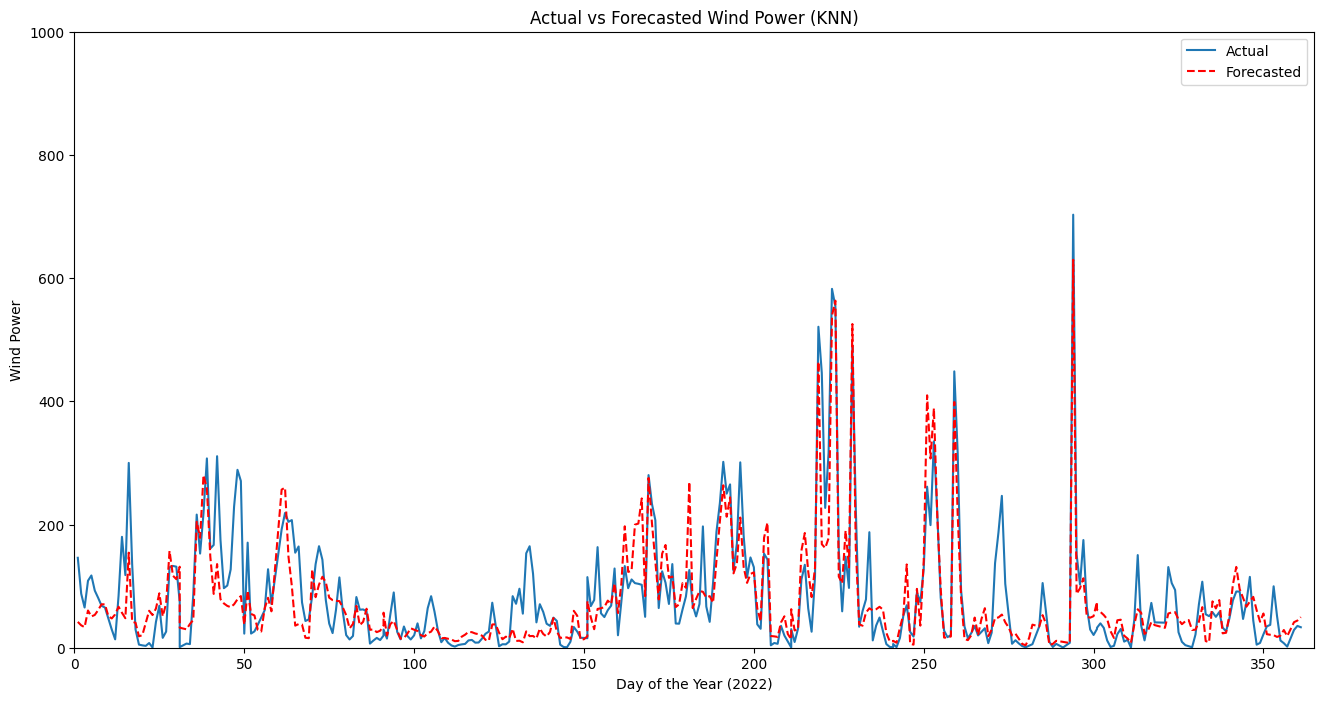 Actual vs Forecasted Wind Power (KNN)
Actual
Forecasted
1000
800
600
400
200
0
Wind Power
0
50
100
150
200
250
300
350
Day of the Year (2022)